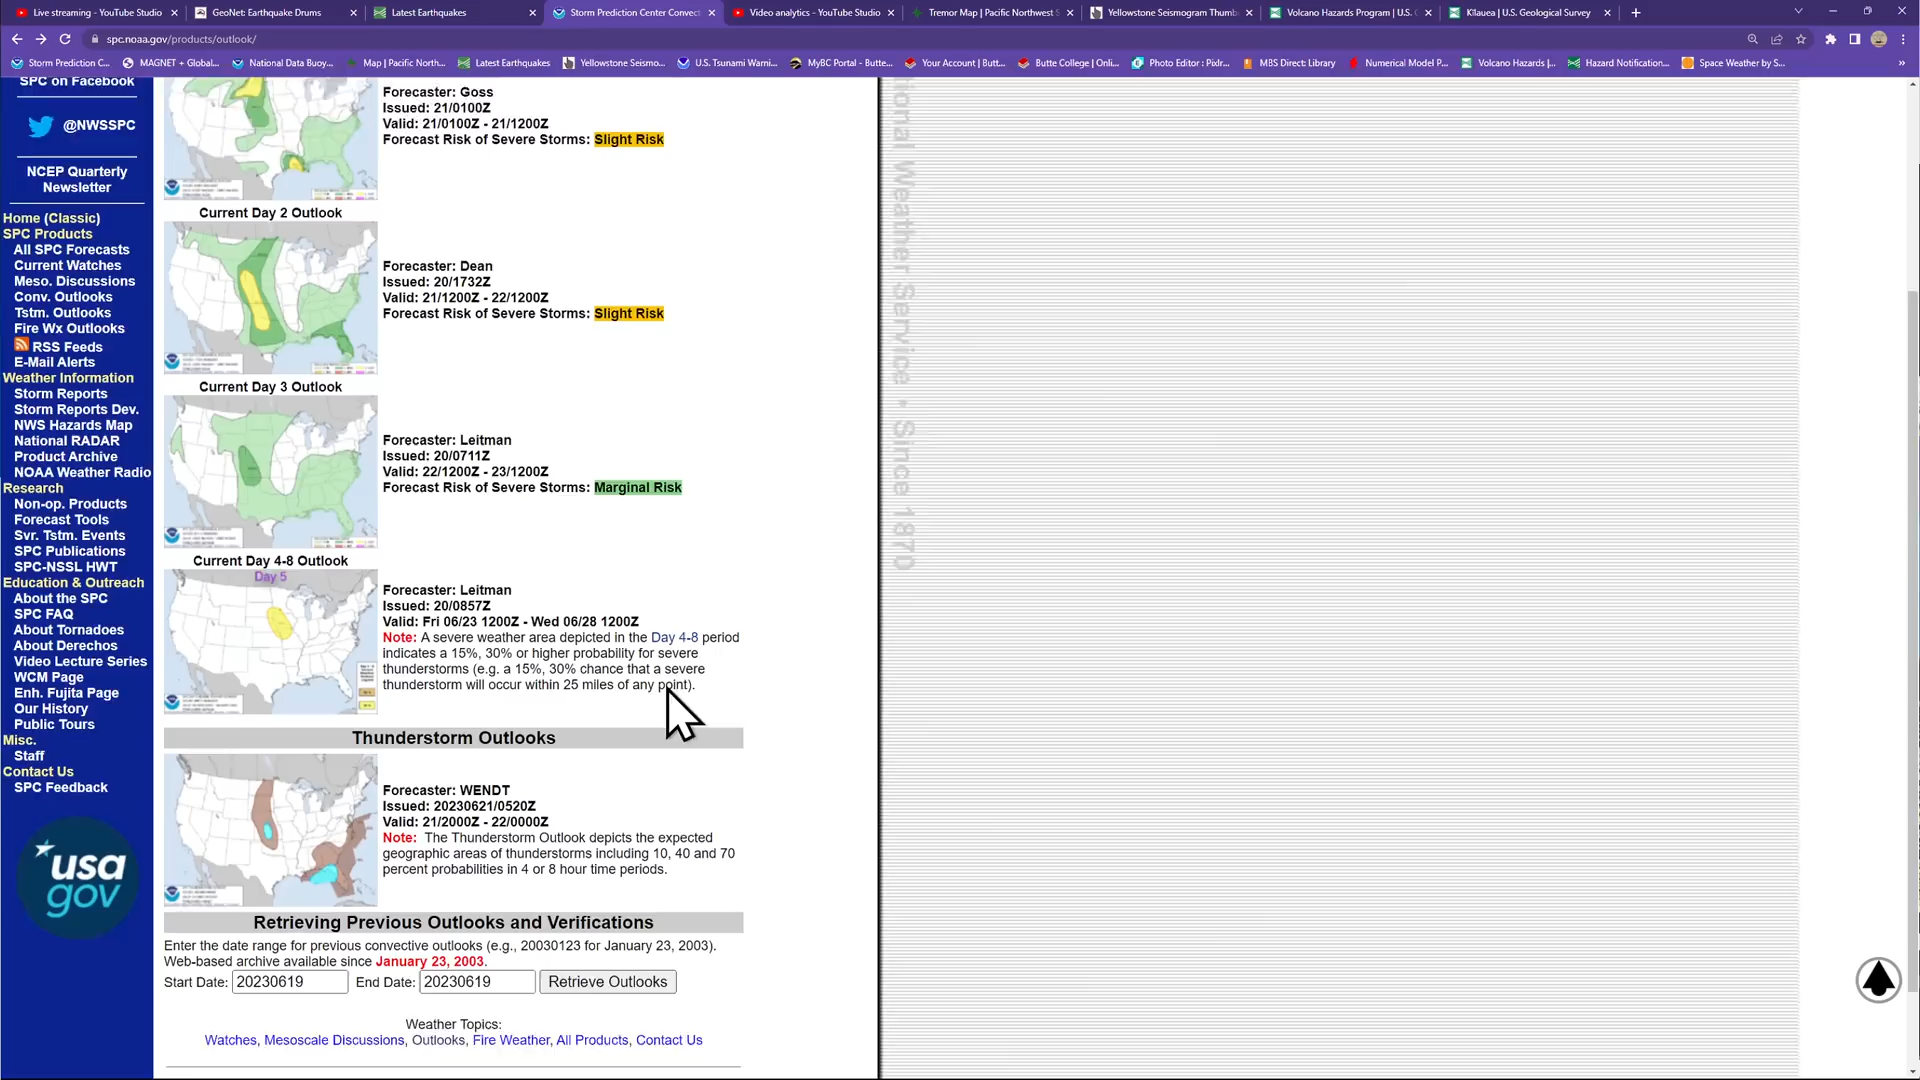 Live streaming - YouTube Studio
GeoNet: Earthquake Drums
Latest Earthquakes
Storm Prediction Center Convect
Video analytics - YouTube Studio
Tremor Map | Pacific Northwest S
Yellowstone Seismogram Thumb
Volcano Hazards Program | U.S. G
Kīlauea | U.S. Geological Survey
spc.noaa.gov/products/outlook/
Storm Prediction C...
MAGNET + Global...
National Data Buoy...
Map | Pacific North...
Latest Earthquakes
Yellowstone Seismo...
U.S. Tsunami Warni...
MyBC Portal - Butte...
Your Account | Butt...
Butte College | Onli...
Photo Editor : Pixlr...
MBS Direct Library
Numerical Model P...
Volcano Hazards |...
Hazard Notification...
Space Weather by S...
SPC on Facebook
@NWSSPC
NCEP Quarterly
Newsletter
Home (Classic)
SPC Products
All SPC Forecasts
Current Watches
Meso. Discussions
Conv. Outlooks
Tstm. Outlooks
Fire Wx Outlooks
RSS Feeds
E-Mail Alerts
Weather Information
Storm Reports
Storm Reports Dev.
NWS Hazards Map
National RADAR
Product Archive
NOAA Weather Radio
Research
Non-op. Products
Forecast Tools
Svr. Tstm. Events
SPC Publications
SPC-NSSL HWT
Education & Outreach
About the SPC
SPC FAQ
About Tornadoes
About Derechos
Video Lecture Series
WCM Page
Enh. Fujita Page
Our History
Public Tours
Misc.
Staff
Contact Us
SPC Feedback
usa
gov
Forecaster: Goss
Issued: 21/0100Z
Valid: 21/0100Z - 21/1200Z
Forecast Risk of Severe Storms: Slight Risk
Current Day 2 Outlook
Forecaster: Dean
Issued: 20/1732Z
Valid: 21/1200Z - 22/1200Z
Forecast Risk of Severe Storms: Slight Risk
Current Day 3 Outlook
Forecaster: Leitman
Issued: 20/0711Z
Valid: 22/1200Z - 23/1200Z
Forecast Risk of Severe Storms: Marginal Risk
Current Day 4-8 Outlook
Day 5
Forecaster: Leitman
Issued: 20/0857Z
Valid: Fri 06/23 1200Z - Wed 06/28 1200Z
Note: A severe weather area depicted in the Day 4-8 period
indicates a 15%, 30% or higher probability for severe
thunderstorms (e.g. a 15%, 30% chance that a severe
thunderstorm will occur within 25 miles of any point).
Thunderstorm Outlooks
Forecaster: WENDT
Issued: 20230621/0520Z
Valid: 21/2000Z - 22/0000Z
Note: The Thunderstorm Outlook depicts the expected
geographic areas of thunderstorms including 10, 40 and 70
percent probabilities in 4 or 8 hour time periods.
Retrieving Previous Outlooks and Verifications
Enter the date range for previous convective outlooks (e.g., 20030123 for January 23, 2003).
Web-based archive available since January 23, 2003.
Start Date: 20230619 End Date: 20230619 Retrieve Outlooks
Weather Topics:
Watches, Mesoscale Discussions, Outlooks, Fire Weather, All Products, Contact Us
tional Weather Service • Since 1870